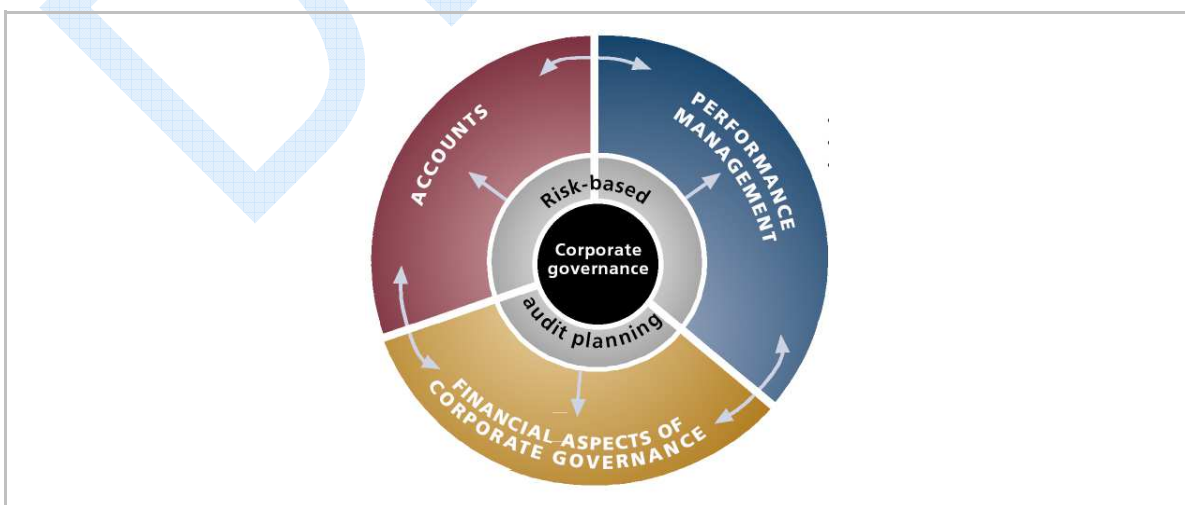 ACCOUNTS
PERFORMANCE
MANAGEMENT
Risk-based
Corporate
governance
audit planning
FINANCIAL ASPECTS OF
CORPORATE GOVERNANCE